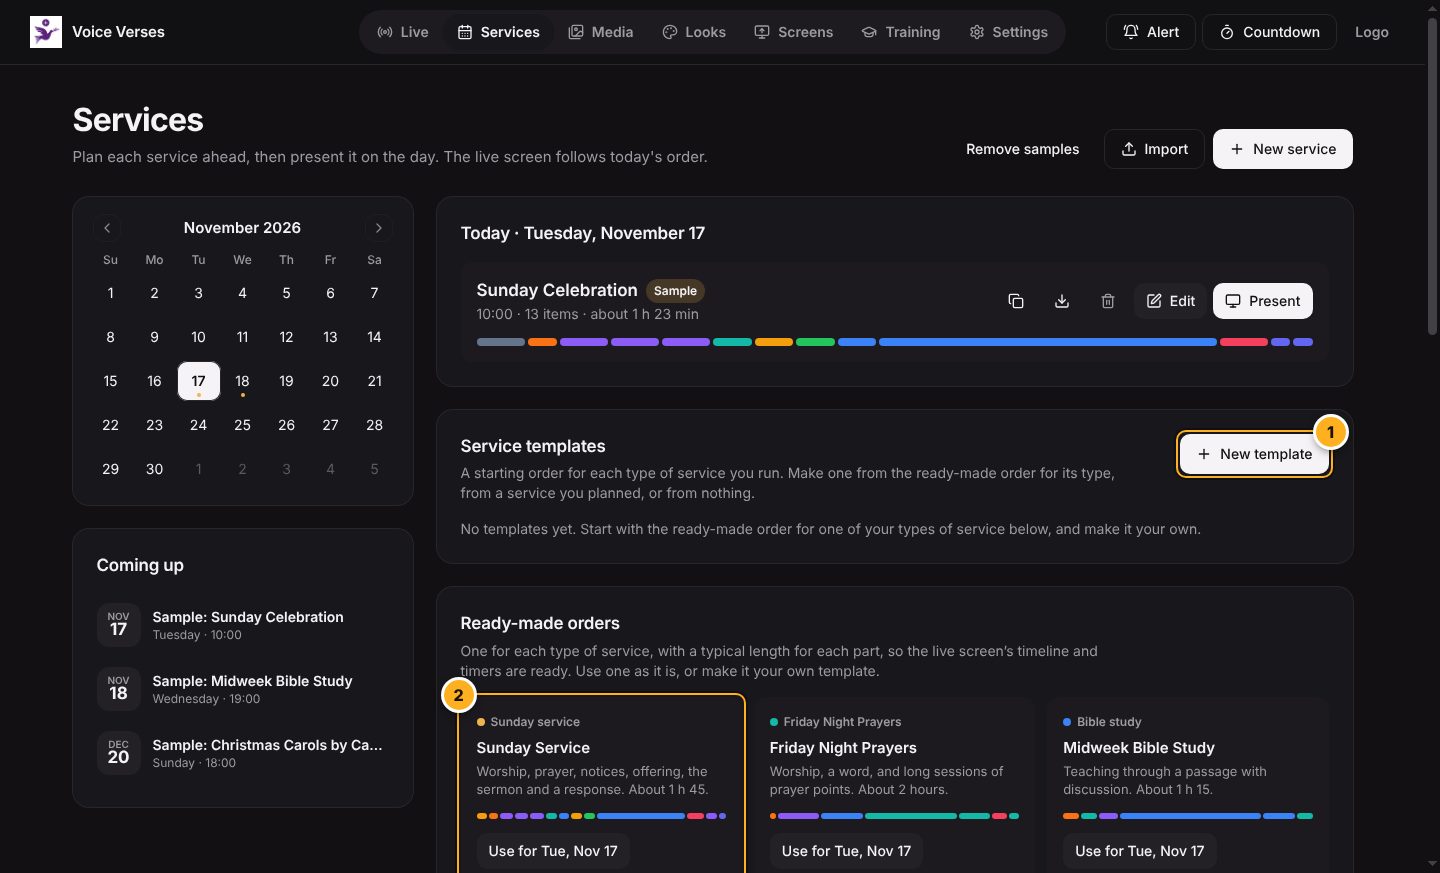 Voice Verses
Live
Services
Media
Looks
Screens
Training
Settings
Alert
Countdown
Logo
Services
Plan each service ahead, then present it on the day. The live screen follows today's order.
Remove samples
Import
New service
November 2026
Su Mo Tu We Th Fr Sa
1 2 3 4 5 6 7
8 9 10 11 12 13 14
15 16 17 18 19 20 21
22 23 24 25 26 27 28
29 30 1 2 3 4 5
Coming up
NOV
17
Sample: Sunday Celebration
Tuesday · 10:00
NOV
18
Sample: Midweek Bible Study
Wednesday · 19:00
DEC
20
Sample: Christmas Carols by Ca...
Sunday · 18:00
Today · Tuesday, November 17
Sunday Celebration
Sample
10:00 · 13 items · about 1 h 23 min
Edit
Present
Service templates
A starting order for each type of service you run. Make one from the ready-made order for its type,
from a service you planned, or from nothing.
New template
1
No templates yet. Start with the ready-made order for one of your types of service below, and make it your own.
Ready-made orders
One for each type of service, with a typical length for each part, so the live screen’s timeline and
timers are ready. Use one as it is, or make it your own template.
2
Sunday service
Sunday Service
Worship, prayer, notices, offering, the
sermon and a response. About 1 h 45.
Use for Tue, Nov 17
Friday Night Prayers
Friday Night Prayers
Worship, a word, and long sessions of
prayer points. About 2 hours.
Use for Tue, Nov 17
Bible study
Midweek Bible Study
Teaching through a passage with
discussion. About 1 h 15.
Use for Tue, Nov 17